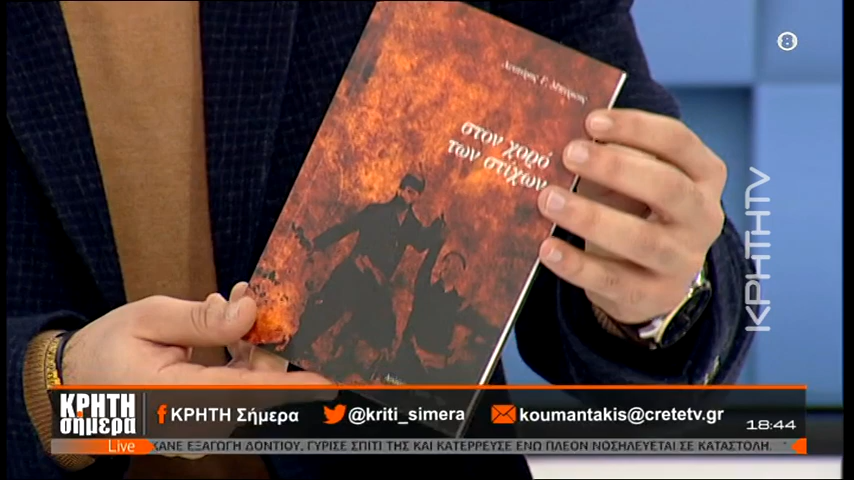 8
στον χορό
των στίχων
ΚΡΗΤΗTV
ΚΡΗΤΗ
σήμερα
ΚΡΗΤΗ Σήμερα
@kriti_simera
koumantakis@cretetv.gr
18:44
Live
ΚΑΝΕ ΕΞΑΓΩΓΗ ΔΟΝΤΙΟΥ, ΓΥΡΙΣΕ ΣΠΙΤΙ ΤΗΣ ΚΑΙ ΚΑΤΕΡΡΕΥΣΕ ΕΝΩ ΠΛΕΟΝ ΝΟΣΗΛΕΥΕΤΑΙ ΣΕ ΚΑΤΑΣΤΟΛΗ.